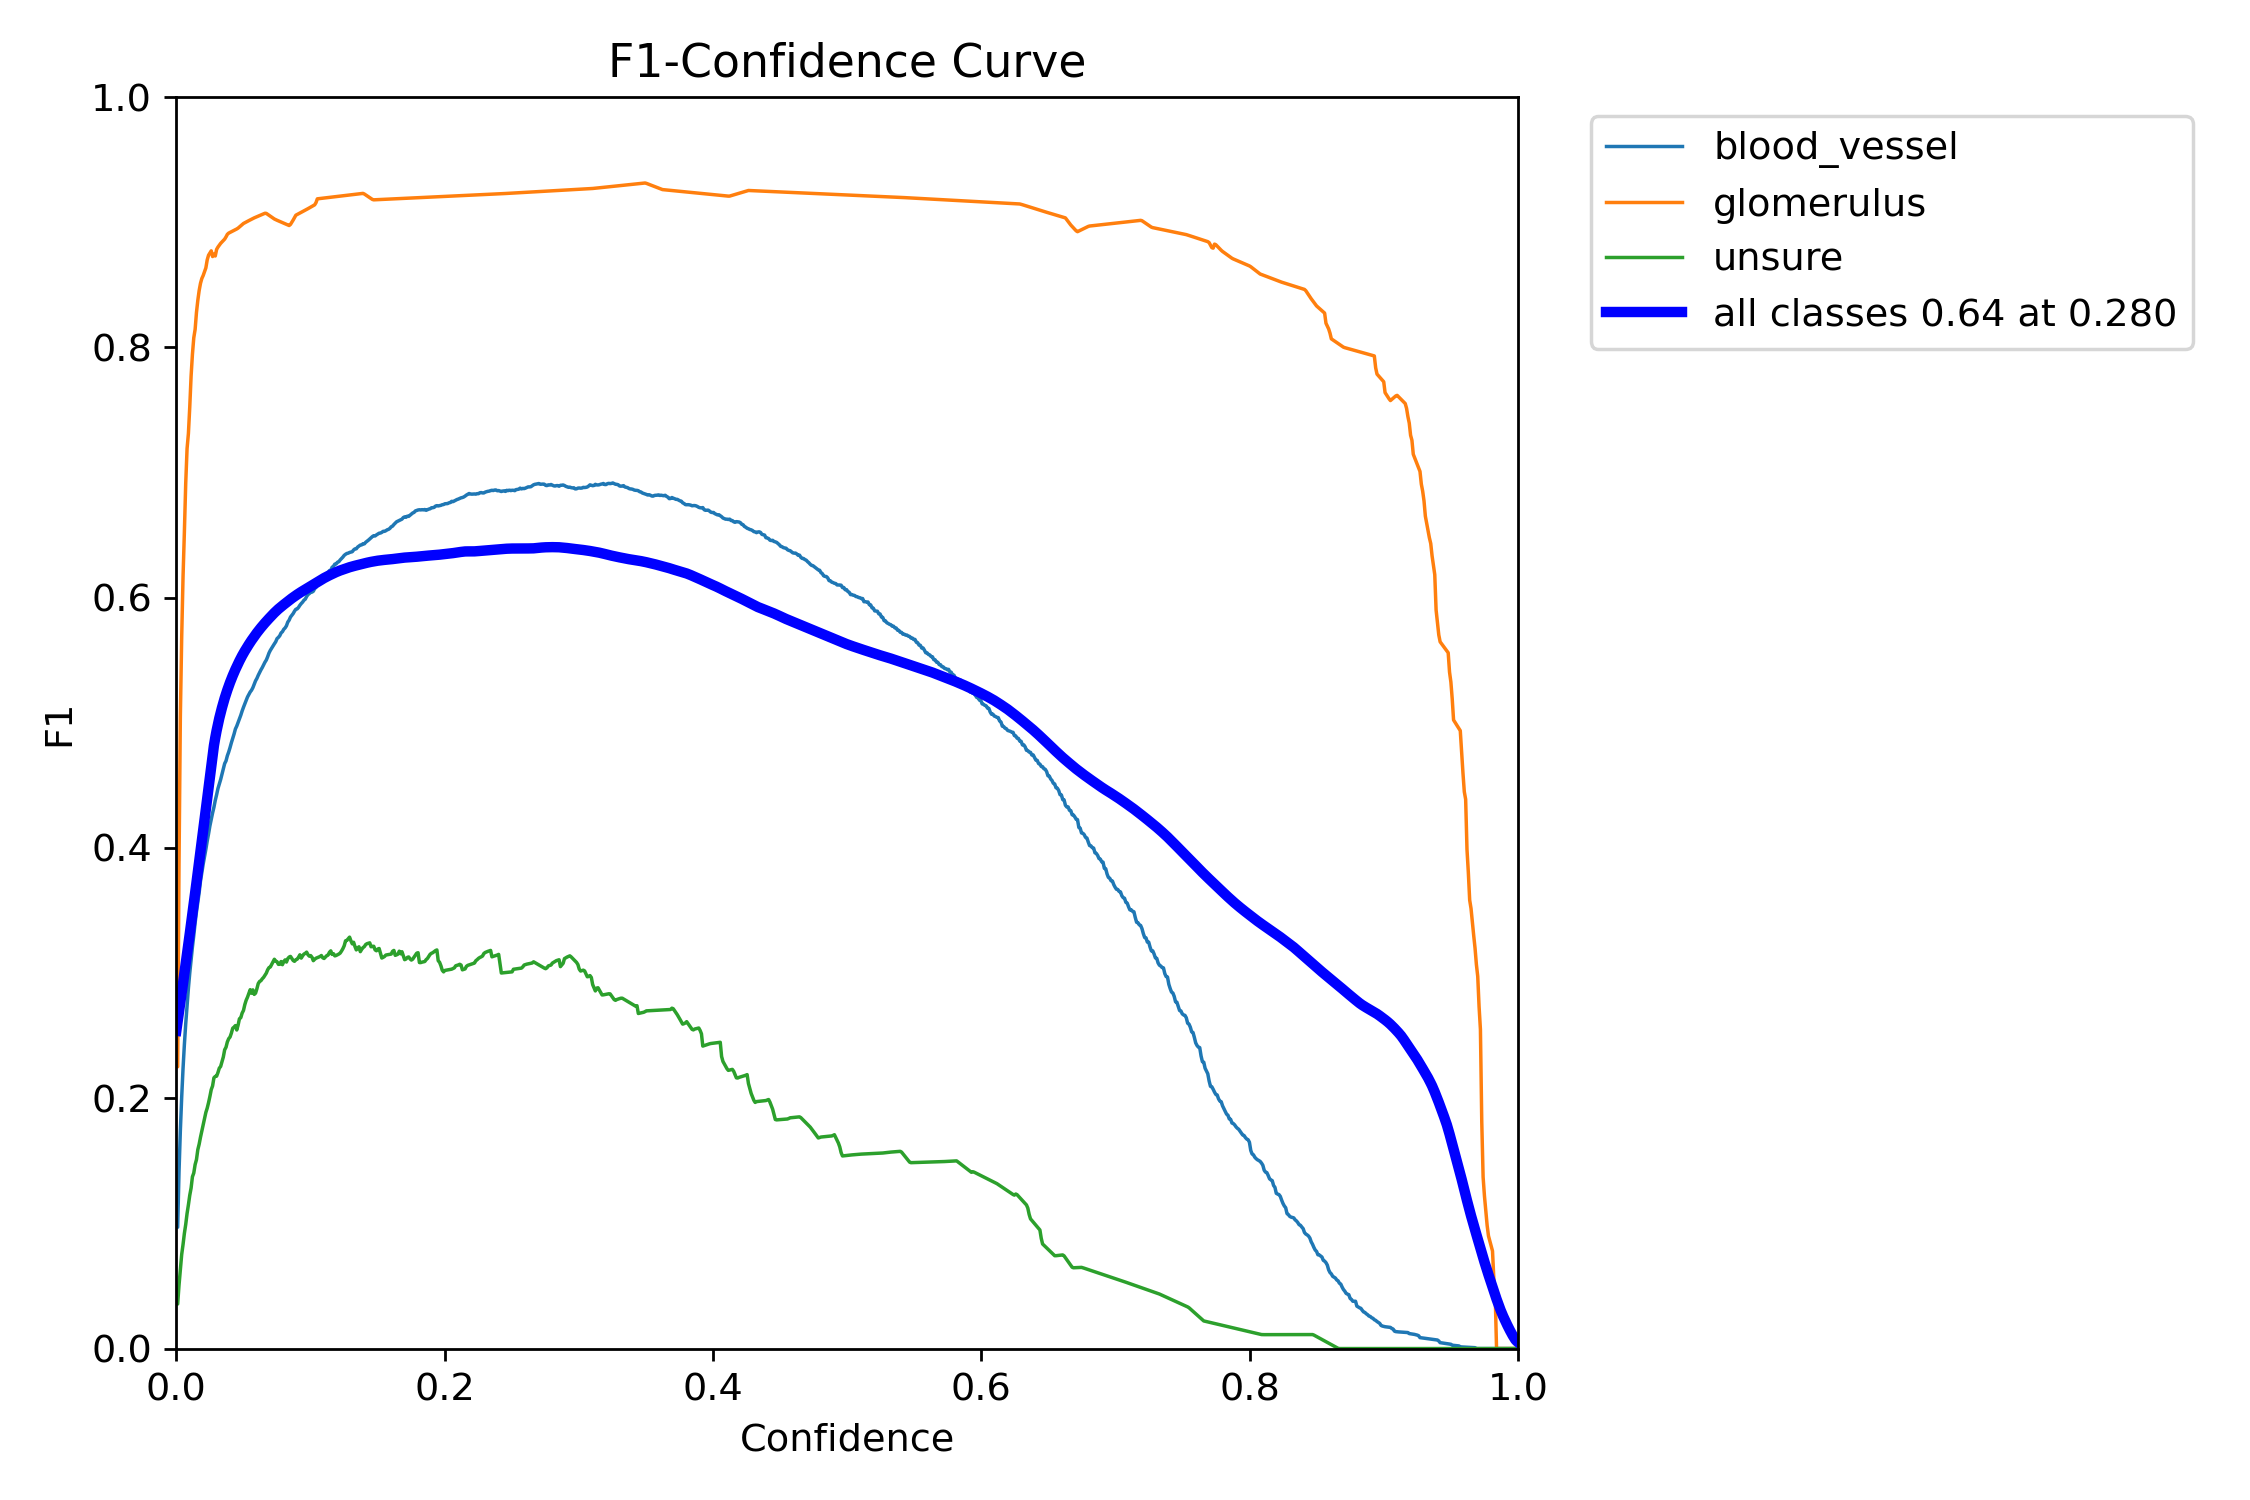 F1-Confidence Curve
1.0
0.8
0.6
0.4
0.2
0.0
F1
0.0 0.2 0.4 0.6 0.8 1.0
Confidence
blood_vessel
glomerulus
unsure
all classes 0.64 at 0.280